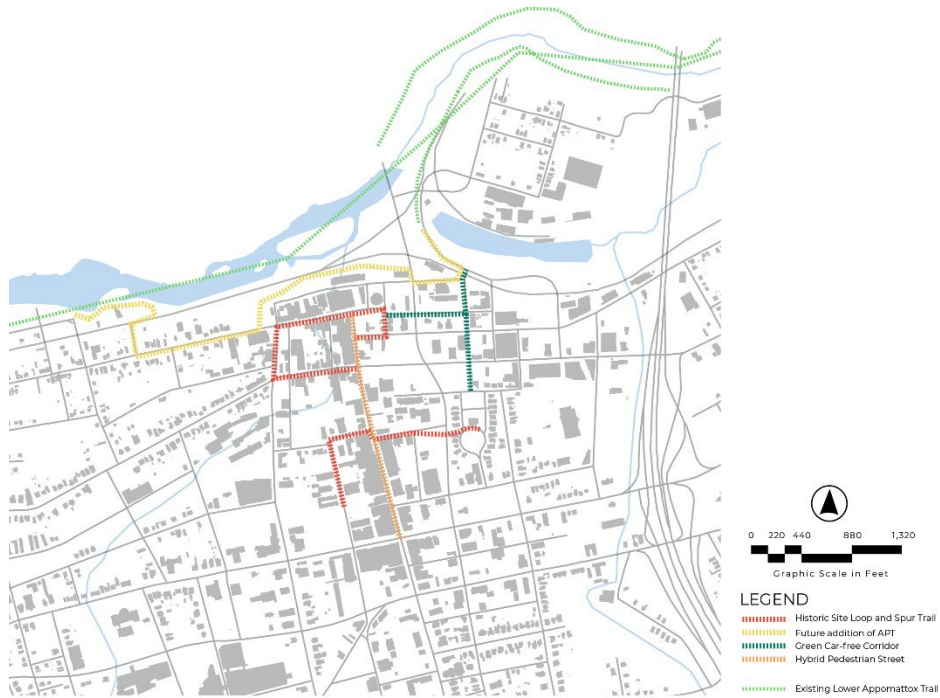 0 220 440 880 1,320
Graphic Scale in Feet
LEGEND
Historic Site Loop and Spur Trail
Future addition of APT
Green Car-free Corridor
Hybrid Pedestrian Street
Existing Lower Appomattox Trail